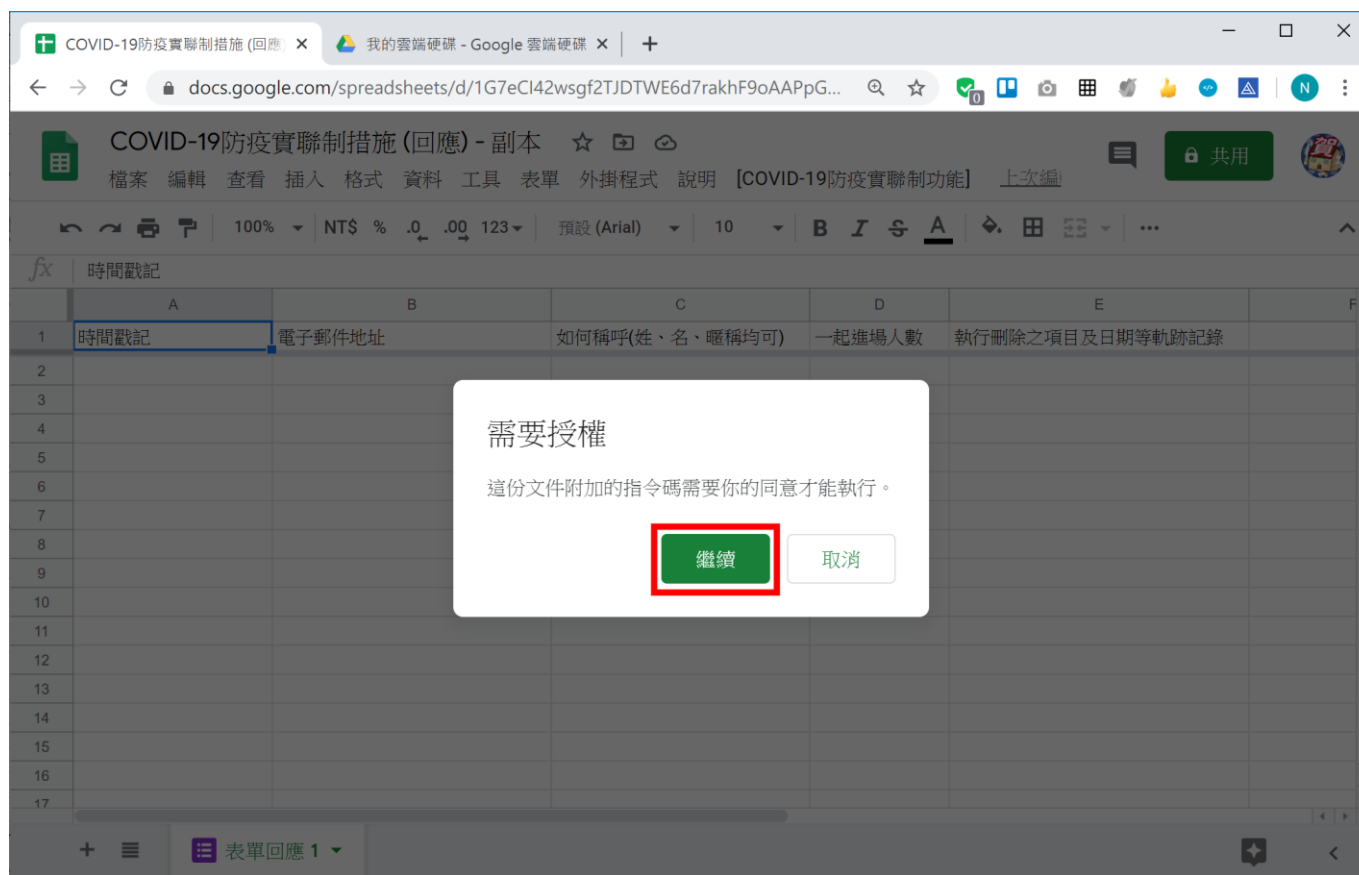 COVID-19防疫實聯制措施 (回應) 我的雲端硬碟 - Google 雲端硬碟
docs.google.com/spreadsheets/d/1G7eCI42wsgf2TJDTWE6d7rakhF9oAAPpG... 0 N
COVID-19防疫實聯制措施 (回應) - 副本
檔案 編輯 查看 插入 格式 資料 工具 表單 外掛程式 說明 [COVID-19防疫實聯制功能] 上次編 共用
100% NT$ % .0 .00 123 預設 (Arial) 10 B I S A ...
fx 時間戳記
A B C D E F
1 時間戳記 電子郵件地址 如何稱呼(姓、名、暱稱均可) 一起進場人數 執行刪除之項目及日期等軌跡記錄
2
3
4
5
6
7
8
9
10
11
12
13
14
15
16
17
需要授權
這份文件附加的指令碼需要你的同意才能執行。
繼續 取消
表單回應 1